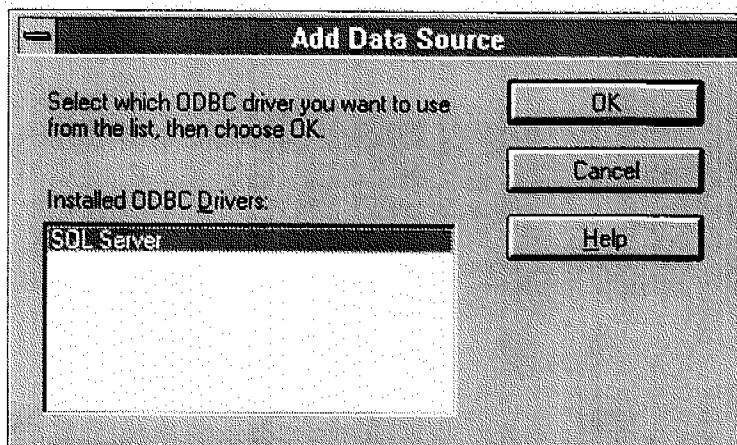 Add Data Source
Select which ODBC driver you want to use
from the list, then choose OK.
OK
Cancel
Installed ODBC Drivers:
Help
SQL Server